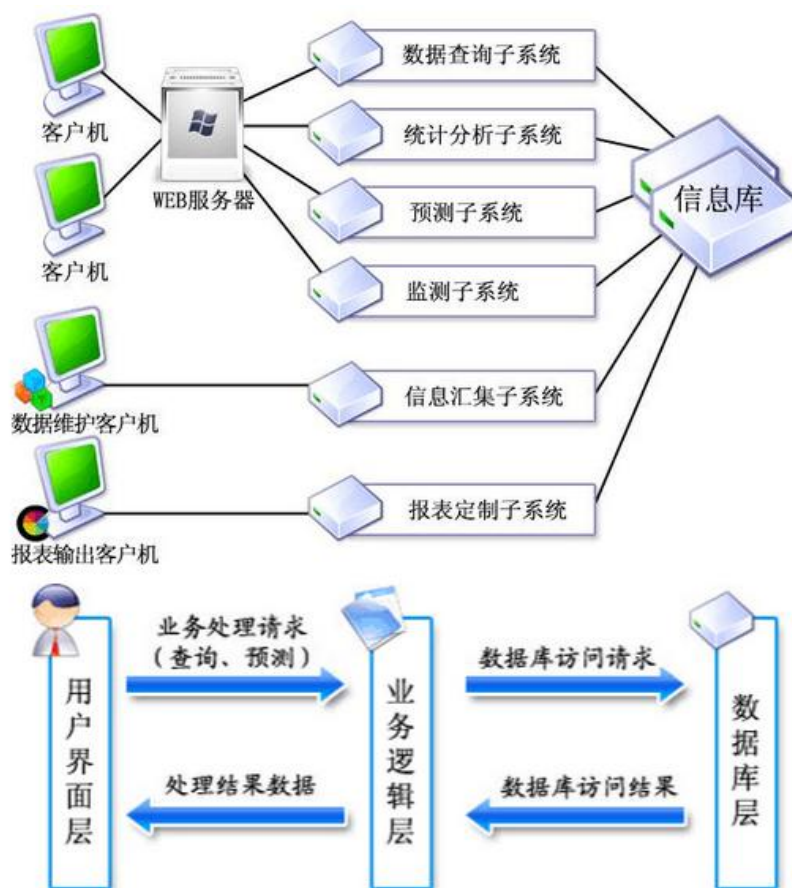 数据查询子系统
客户机
统计分析子系统
WEB服务器
预测子系统
信息库
客户机
监测子系统
数据维护客户机
信息汇集子系统
报表输出客户机
报表定制子系统
业务处理请求
（查询、预测）
数据库访问请求
用户界面层
业务逻辑层
数据库层
处理结果数据
数据库访问结果